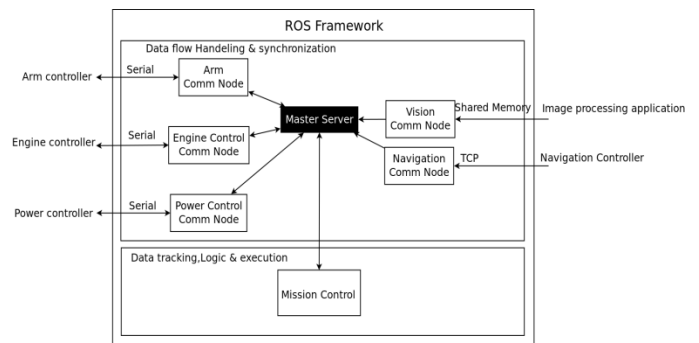 ROS Framework
Data flow Handeling & synchronization
Arm controller
Serial
Arm
Comm Node
Master Server
Vision
Comm Node
Shared Memory
Image processing application
Engine controller
Serial
Engine Control
Comm Node
Navigation
Comm Node
TCP
Navigation Controller
Power controller
Serial
Power Control
Comm Node
Data tracking,Logic & execution
Mission Control